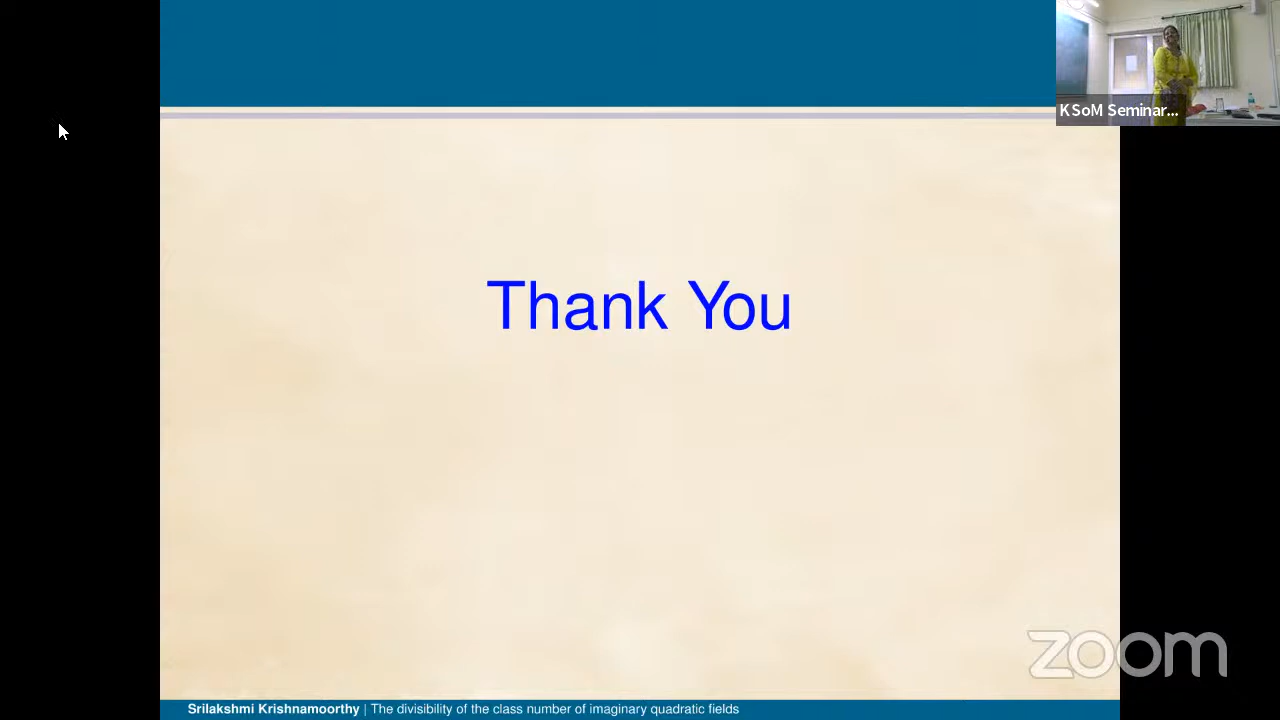 KSoM Seminar...
Thank You
zoom
Srilakshmi Krishnamoorthy | The divisibility of the class number of imaginary quadratic fields